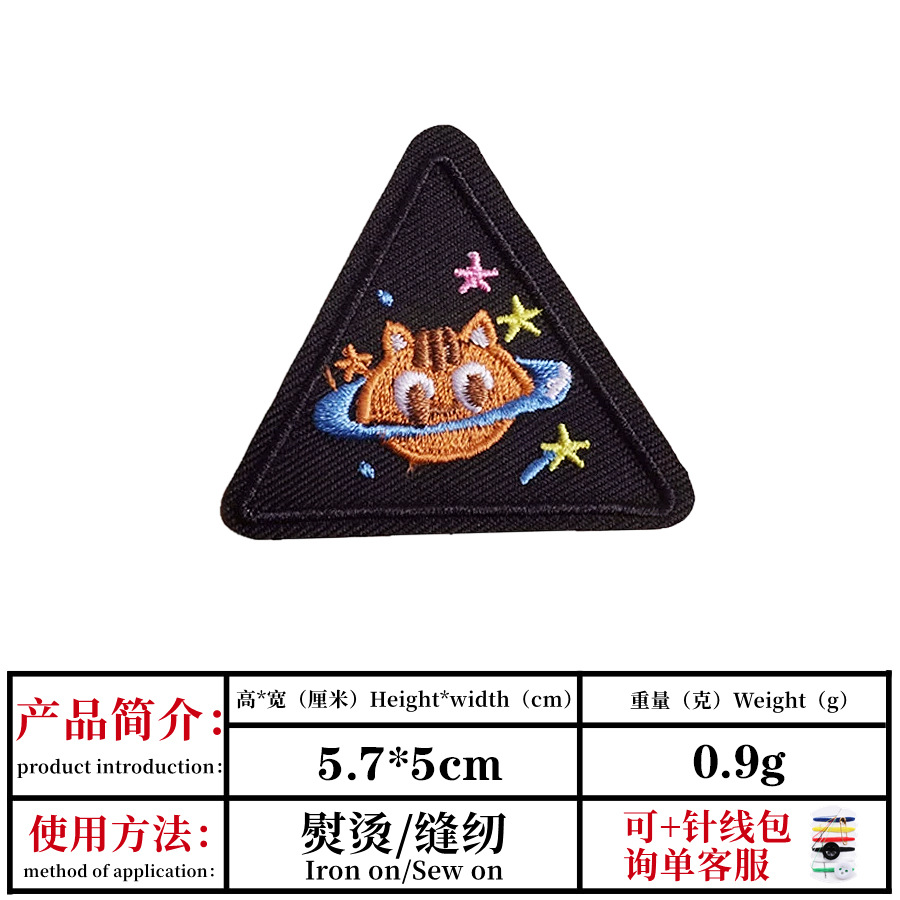 产品简介：
product introduction：
高*宽（厘米）Height*width（cm）
重量（克）Weight（g）
5.7*5cm
0.9g
使用方法：
method of application：
熨烫/缝纫
Iron on/Sew on
可+针线包
询单客服